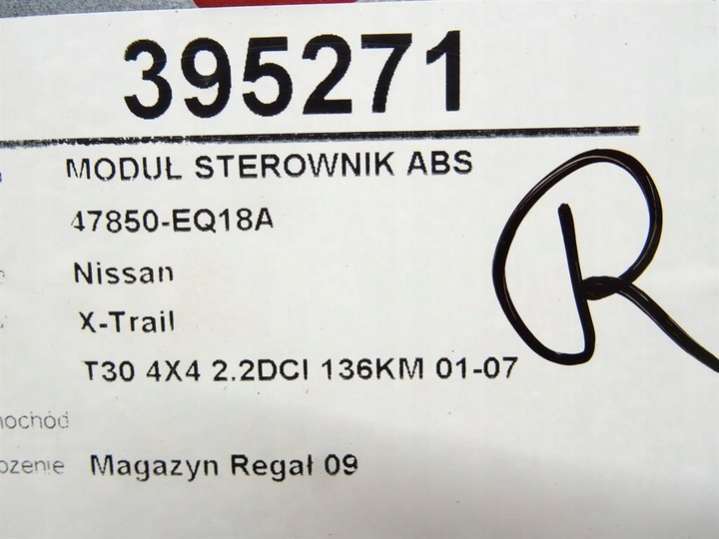 395271
MODUŁ STEROWNIK ABS
47850-EQ18A
Nissan
X-Trail
T30 4X4 2.2DCI 136KM 01-07
Magazyn Regał 09
R